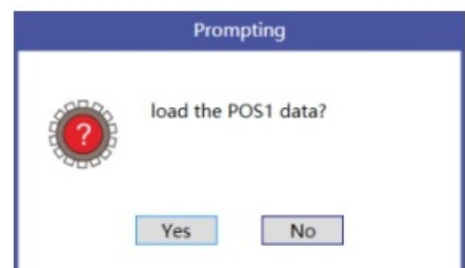 Prompting
load the POS1 data?
?
Yes
No